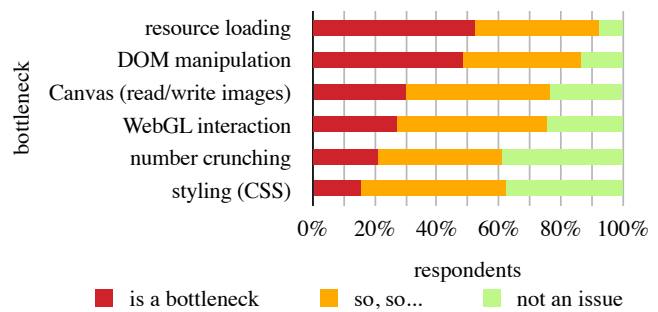 bottleneck
resource loading
DOM manipulation
Canvas (read/write images)
WebGL interaction
number crunching
styling (CSS)
0% 20% 40% 60% 80% 100%
respondents
is a bottleneck so, so... not an issue